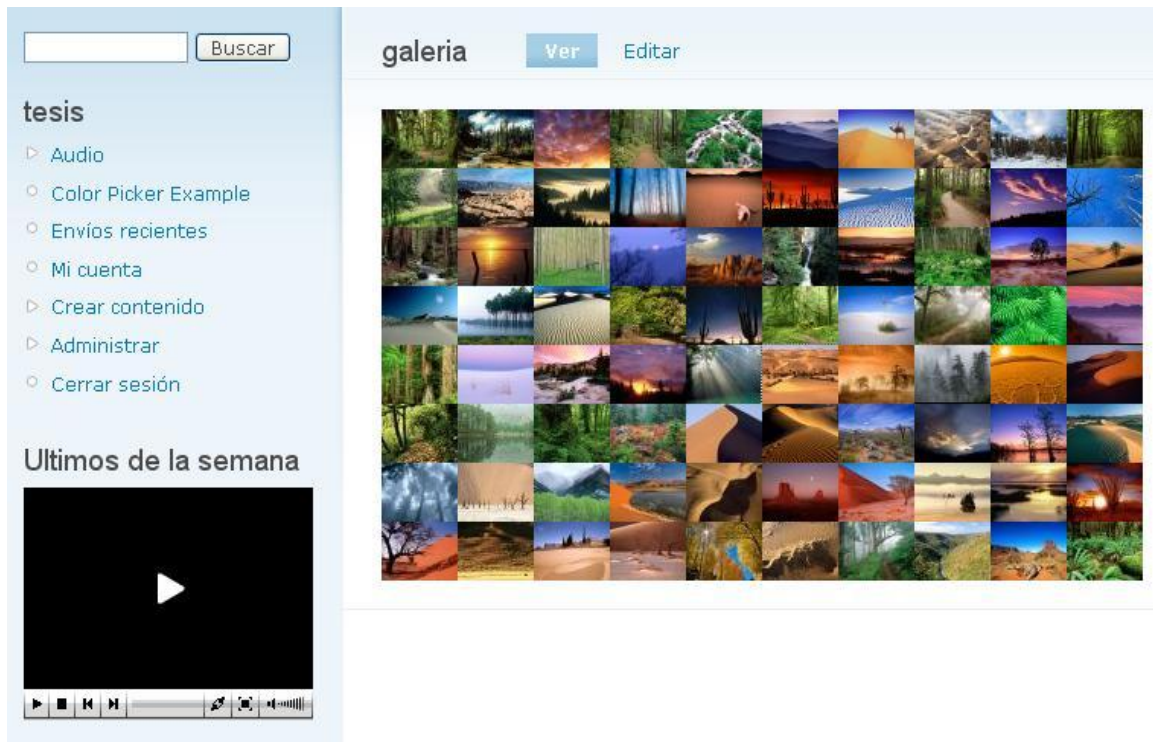 Buscar
tesis
Audio
Color Picker Example
Envíos recientes
Mi cuenta
Crear contenido
Administrar
Cerrar sesión
Ultimos de la semana
galeria
Ver
Editar